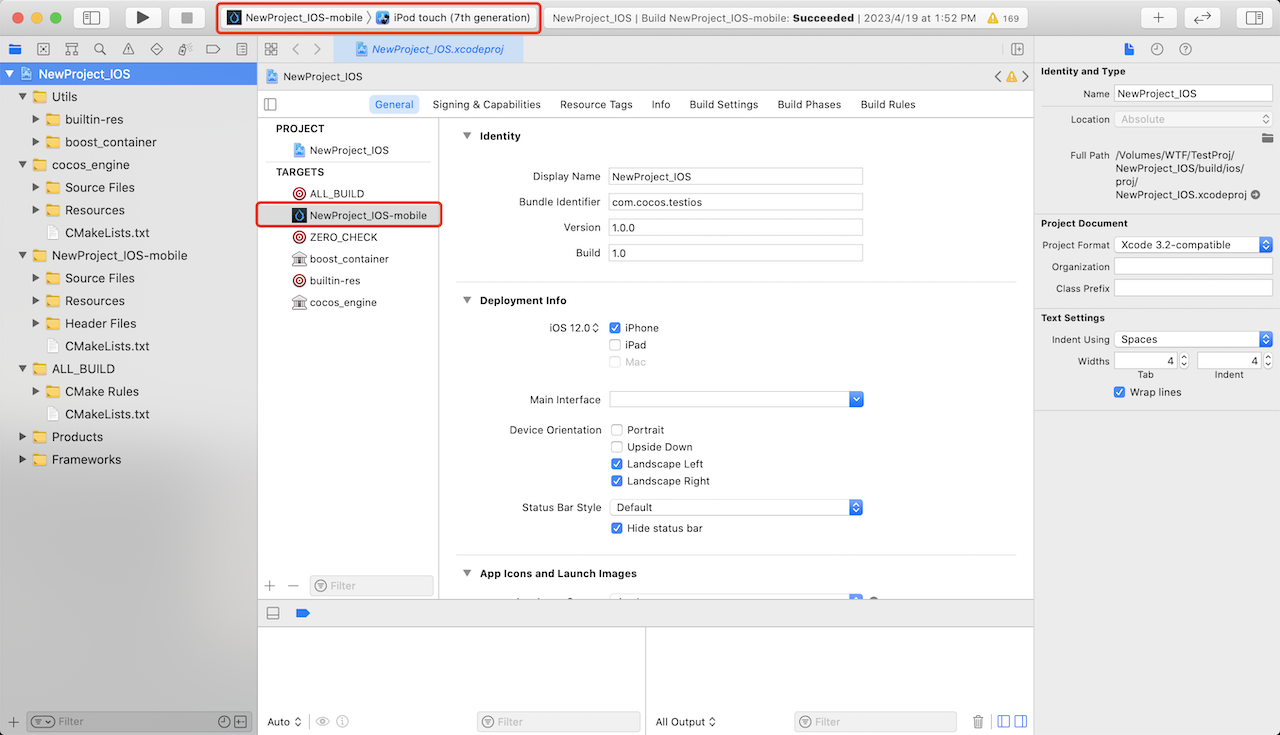 NewProject_IOS-mobile 〉 iPod touch (7th generation)
NewProject_IOS | Build NewProject_IOS-mobile: Succeeded | 2023/4/19 at 1:52 PM 169
NewProject_IOS
Utils
builtin-res
boost_container
cocos_engine
Source Files
Resources
CMakeLists.txt
NewProject_IOS-mobile
Source Files
Resources
Header Files
CMakeLists.txt
ALL_BUILD
CMake Rules
CMakeLists.txt
Products
Frameworks
Filter
NewProject_IOS.xcodeproj
NewProject_IOS
General Signing & Capabilities Resource Tags Info Build Settings Build Phases Build Rules
PROJECT
NewProject_IOS
TARGETS
ALL_BUILD
NewProject_IOS-mobile
ZERO_CHECK
boost_container
builtin-res
cocos_engine
Filter
Identity
Display Name NewProject_IOS
Bundle Identifier com.cocos.testios
Version 1.0.0
Build 1.0
Deployment Info
iOS 12.0 iPhone
iPad
Mac
Main Interface
Device Orientation Portrait
Upside Down
Landscape Left
Landscape Right
Status Bar Style Default
Hide status bar
App Icons and Launch Images
Auto Filter
All Output Filter
Identity and Type
Name NewProject_IOS
Location Absolute
Full Path /Volumes/WTF/TestProj/
NewProject_IOS/build/ios/
proj/
NewProject_IOS.xcodeproj
Project Document
Project Format Xcode 3.2-compatible
Organization
Class Prefix
Text Settings
Indent Using Spaces
Widths 4 4
Tab Indent
Wrap lines